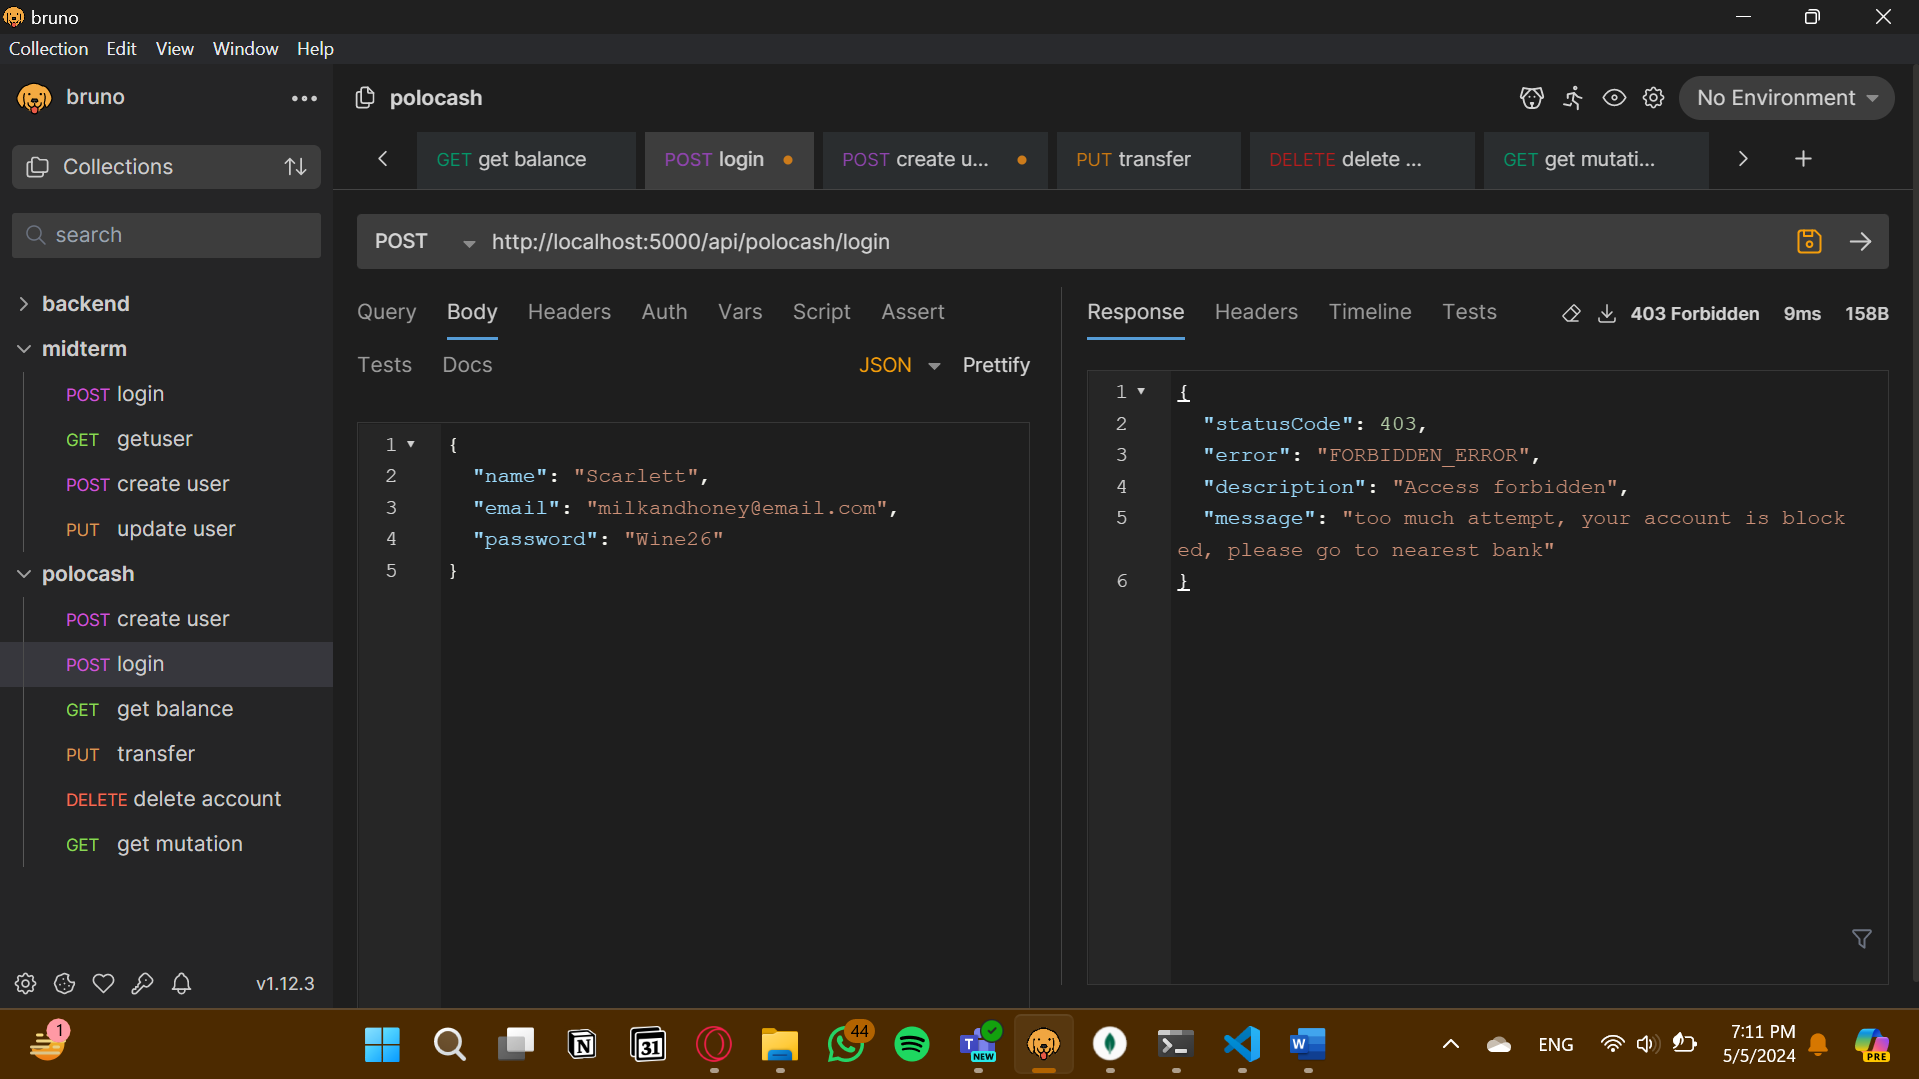 bruno
Collection Edit View Window Help
bruno
polocash
No Environment
Collections
GET get balance
POST login
POST create u...
PUT transfer
DELETE delete ...
GET get mutati...
search
POST http://localhost:5000/api/polocash/login
backend
midterm
POST login
GET getuser
POST create user
PUT update user
polocash
POST create user
POST login
GET get balance
PUT transfer
DELETE delete account
GET get mutation
v1.12.3
Query Body Headers Auth Vars Script Assert
Tests Docs JSON Prettify
1 {
2 "name": "Scarlett",
3 "email": "milkandhoney@email.com",
4 "password": "Wine26"
5 }
Response Headers Timeline Tests 403 Forbidden 9ms 158B
1 {
2 "statusCode": 403,
3 "error": "FORBIDDEN_ERROR",
4 "description": "Access forbidden",
5 "message": "too much attempt, your account is block
ed, please go to nearest bank"
6 }
1
N
31
44
T
NEW
W
ENG
7:11 PM
5/5/2024
PRE